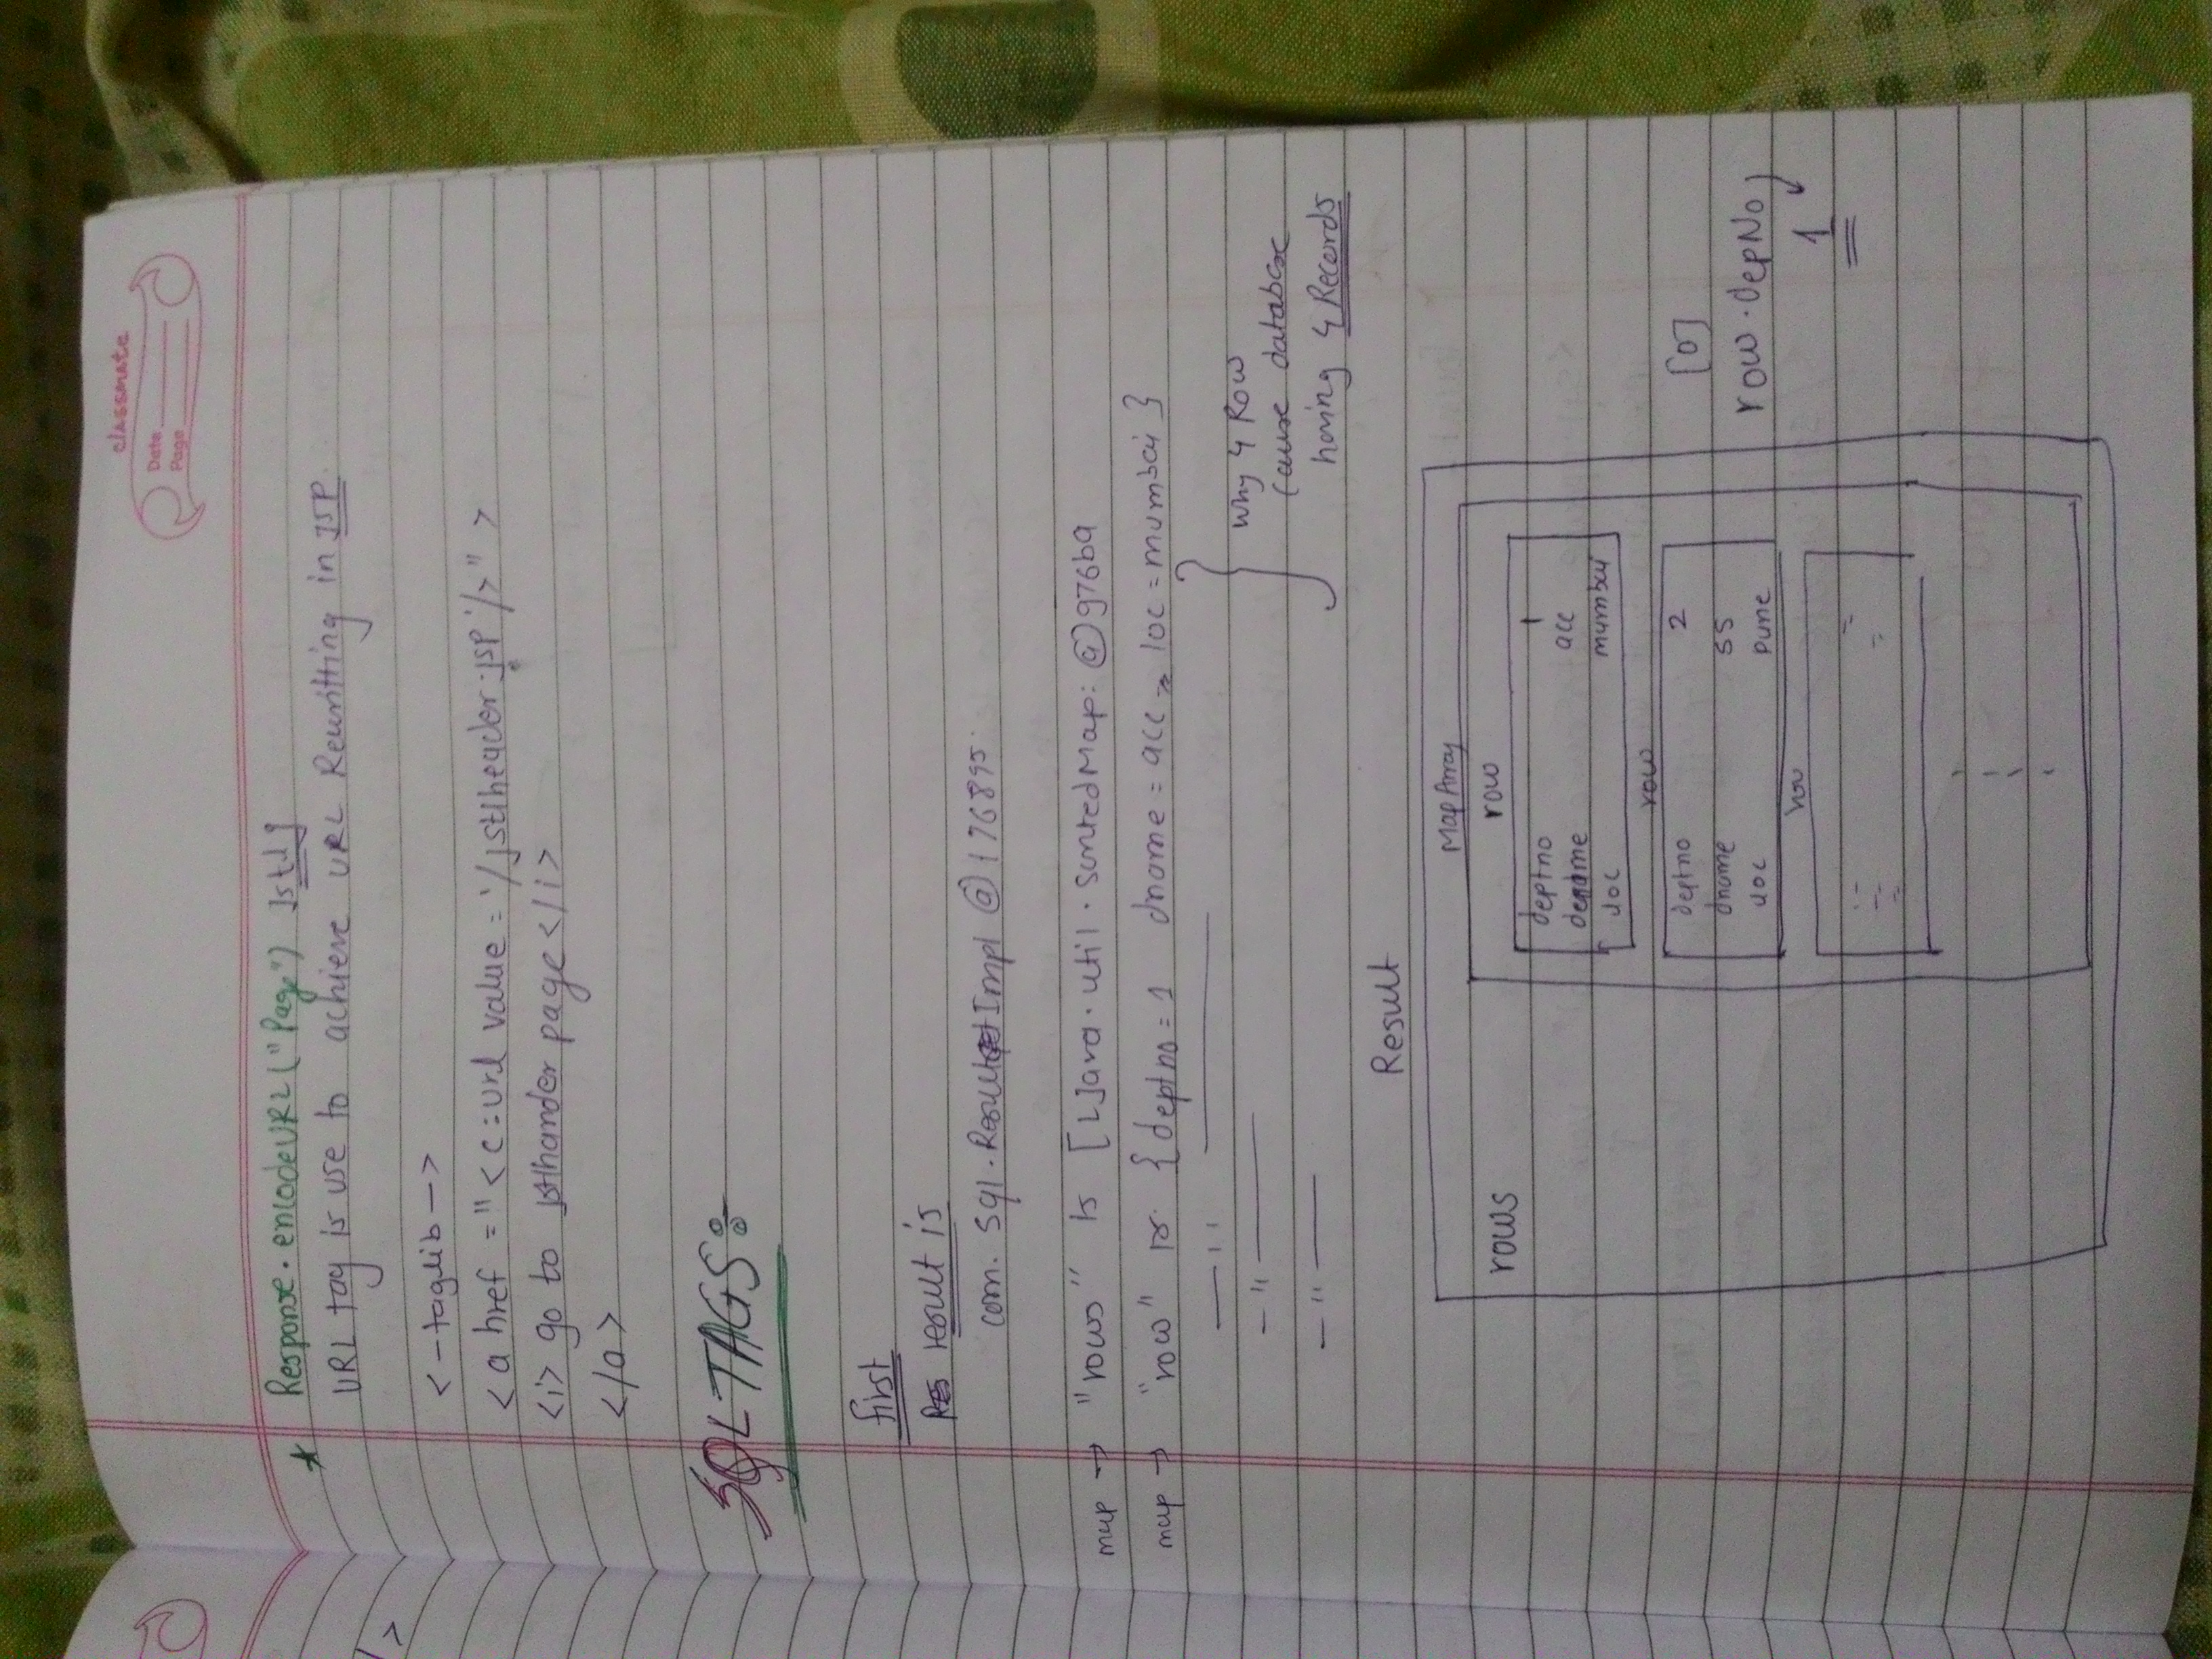 classmate
Date
Page
Response.encodeURL("Page") jstl]
URL tag is use to achieve URL Rewritting in JSP.
<-taglib->
<a href ="<c:url value='/jstlheader.jsp'/>" >
<i> go to jstlhander page</i>
</a>
SQL TAGS:-
first
result is
com. sql.ResultImpl @176895
map → "rows" is [LJava.util.SortedMap: @976ba
map → "row" is {deptno = 1 dname = acc, loc = mumbai}
— " —
— " —
— " —
why 4 Row
cause database
having 4 Records
Result
Map Array
rows
row
deptno 1
acc
loc mumbai
row
deptno 2
dname SS
loc pune
row
[0]
row.depNo
1